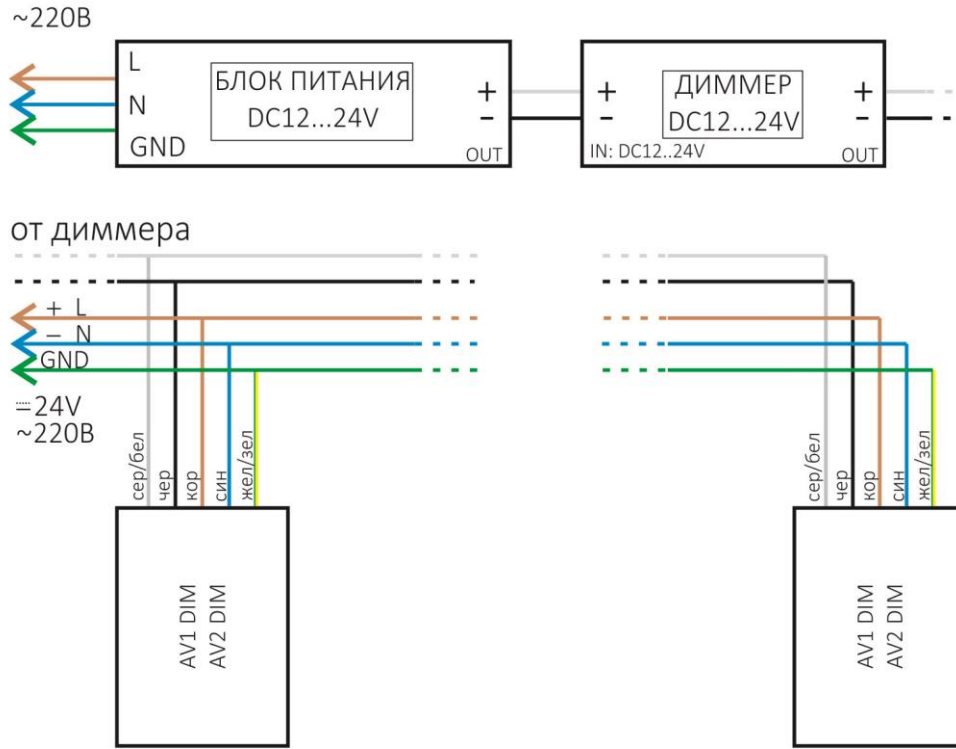 ~220В
L
N
GND
БЛОК ПИТАНИЯ
DC12...24V
+
−
OUT
+
−
IN: DC12..24V
ДИММЕР
DC12...24V
+
−
OUT
от диммера
+ L
− N
GND
⎓24V
~220В
сер/бел
чер
кор
син
жел/зел
AV1 DIM
AV2 DIM
сер/бел
чер
кор
син
жел/зел
AV1 DIM
AV2 DIM